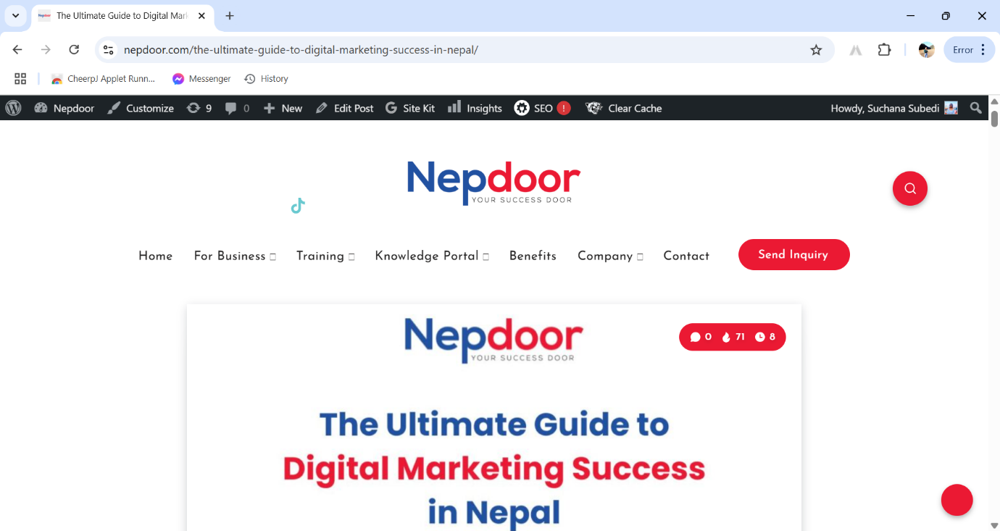 The Ultimate Guide to Digital Mar
nepdoor.com/the-ultimate-guide-to-digital-marketing-success-in-nepal/
Error
CheerpJ Applet Runn...
Messenger
History
Nepdoor
Customize
9
0
New
Edit Post
Site Kit
Insights
SEO !
Clear Cache
Howdy, Suchana Subedi
Nepdoor
YOUR SUCCESS DOOR
Home
For Business
Training
Knowledge Portal
Benefits
Company
Contact
Send Inquiry
Nepdoor
YOUR SUCCESS DOOR
0 71 8
The Ultimate Guide to
Digital Marketing Success
in Nepal